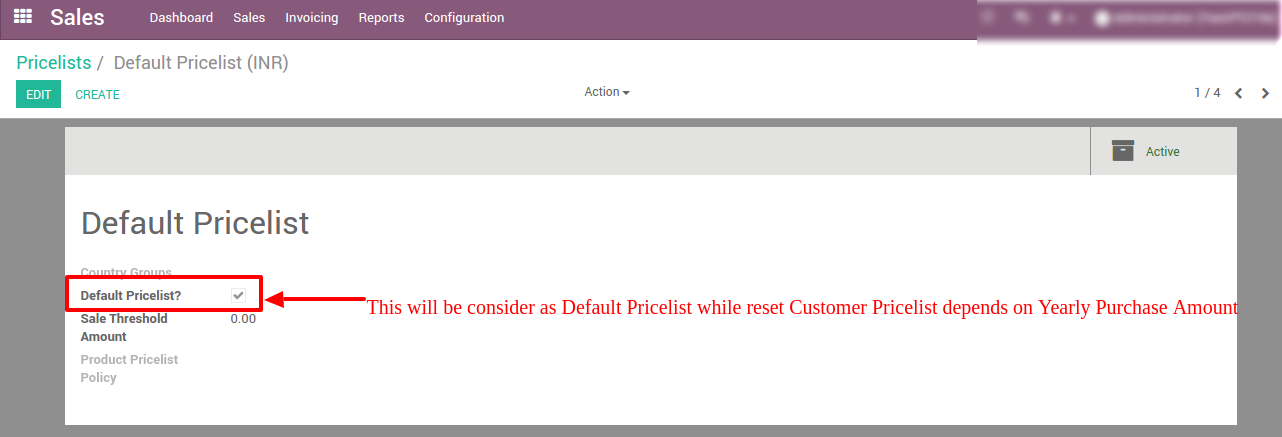 Sales Dashboard Sales Invoicing Reports Configuration
Pricelists / Default Pricelist (INR)
EDIT CREATE Action 1 / 4
Active
Default Pricelist
Country Groups
Default Pricelist?
This will be consider as Default Pricelist while reset Customer Pricelist depends on Yearly Purchase Amount
Sale Threshold 0.00
Amount
Product Pricelist
Policy